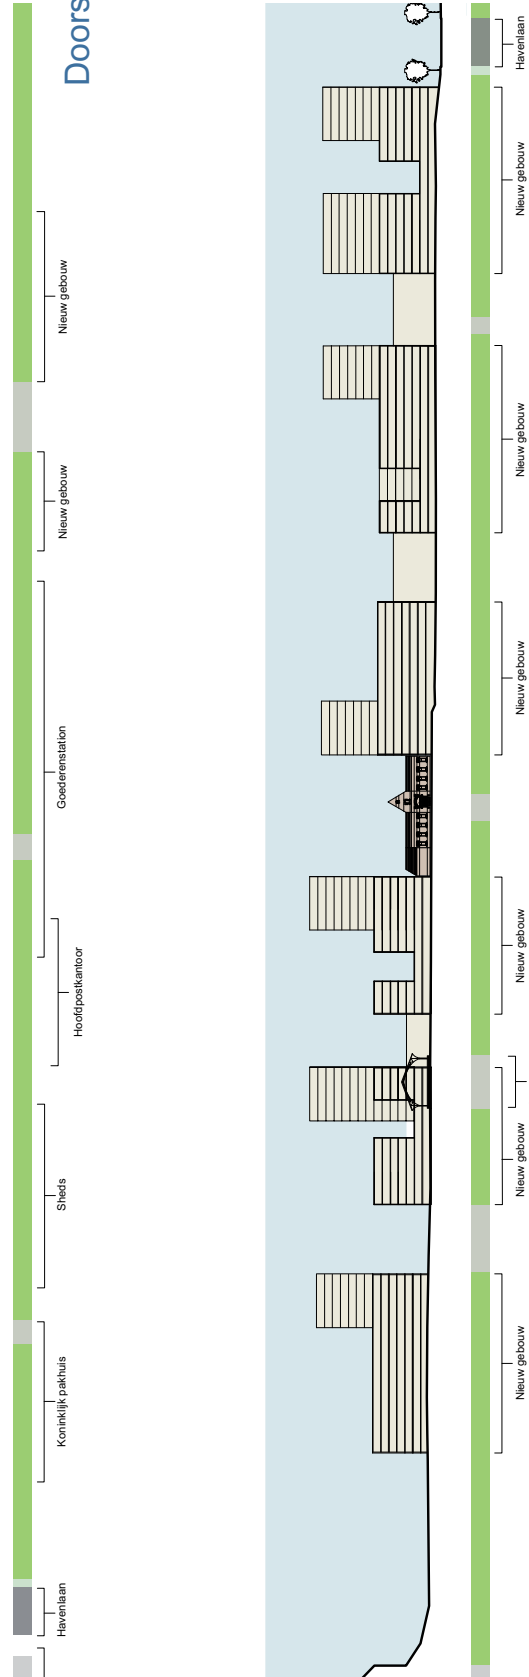 Havenlaan
Koninklijk pakhuis
Sheds
Hoofdpostkantoor
Goederenstation
Nieuw gebouw
Nieuw gebouw
Doors
Nieuw gebouw
Nieuw gebouw
Nieuw gebouw
Nieuw gebouw
Nieuw gebouw
Nieuw gebouw
Havenlaan